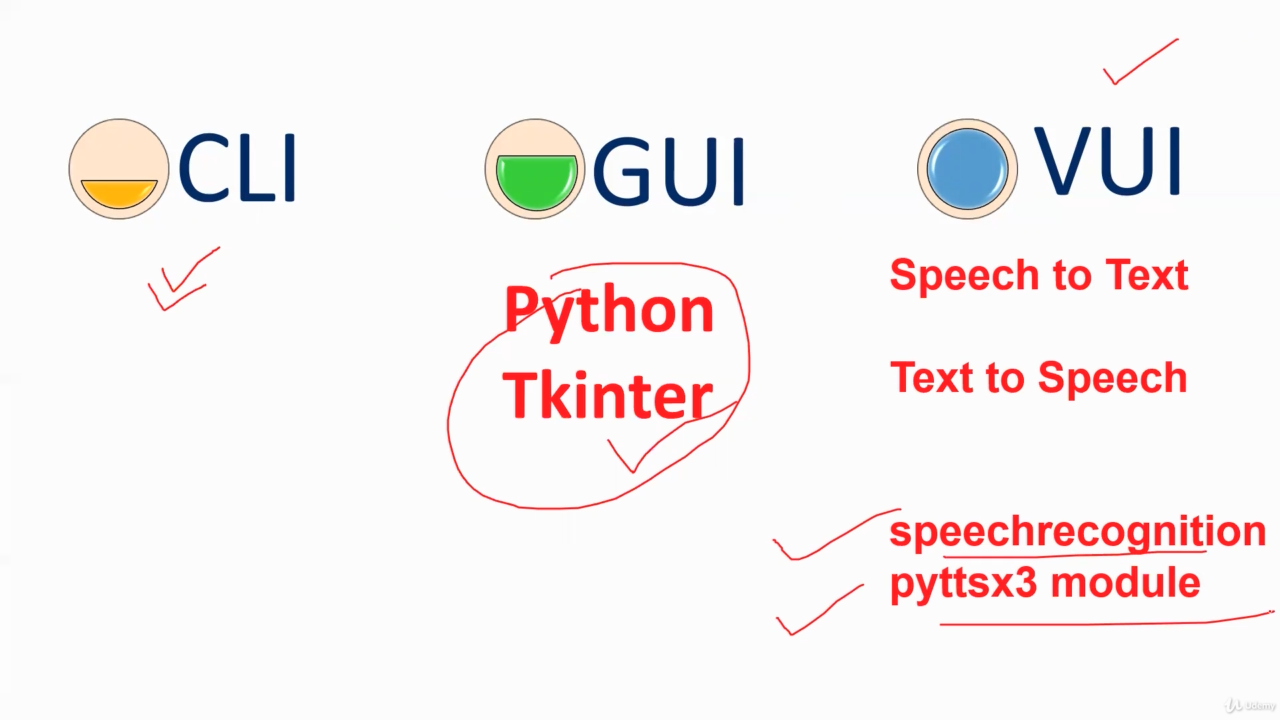 CLI
GUI
VUI
Python
Tkinter
Speech to Text
Text to Speech
speechrecognition
pyttsx3 module
Udemy